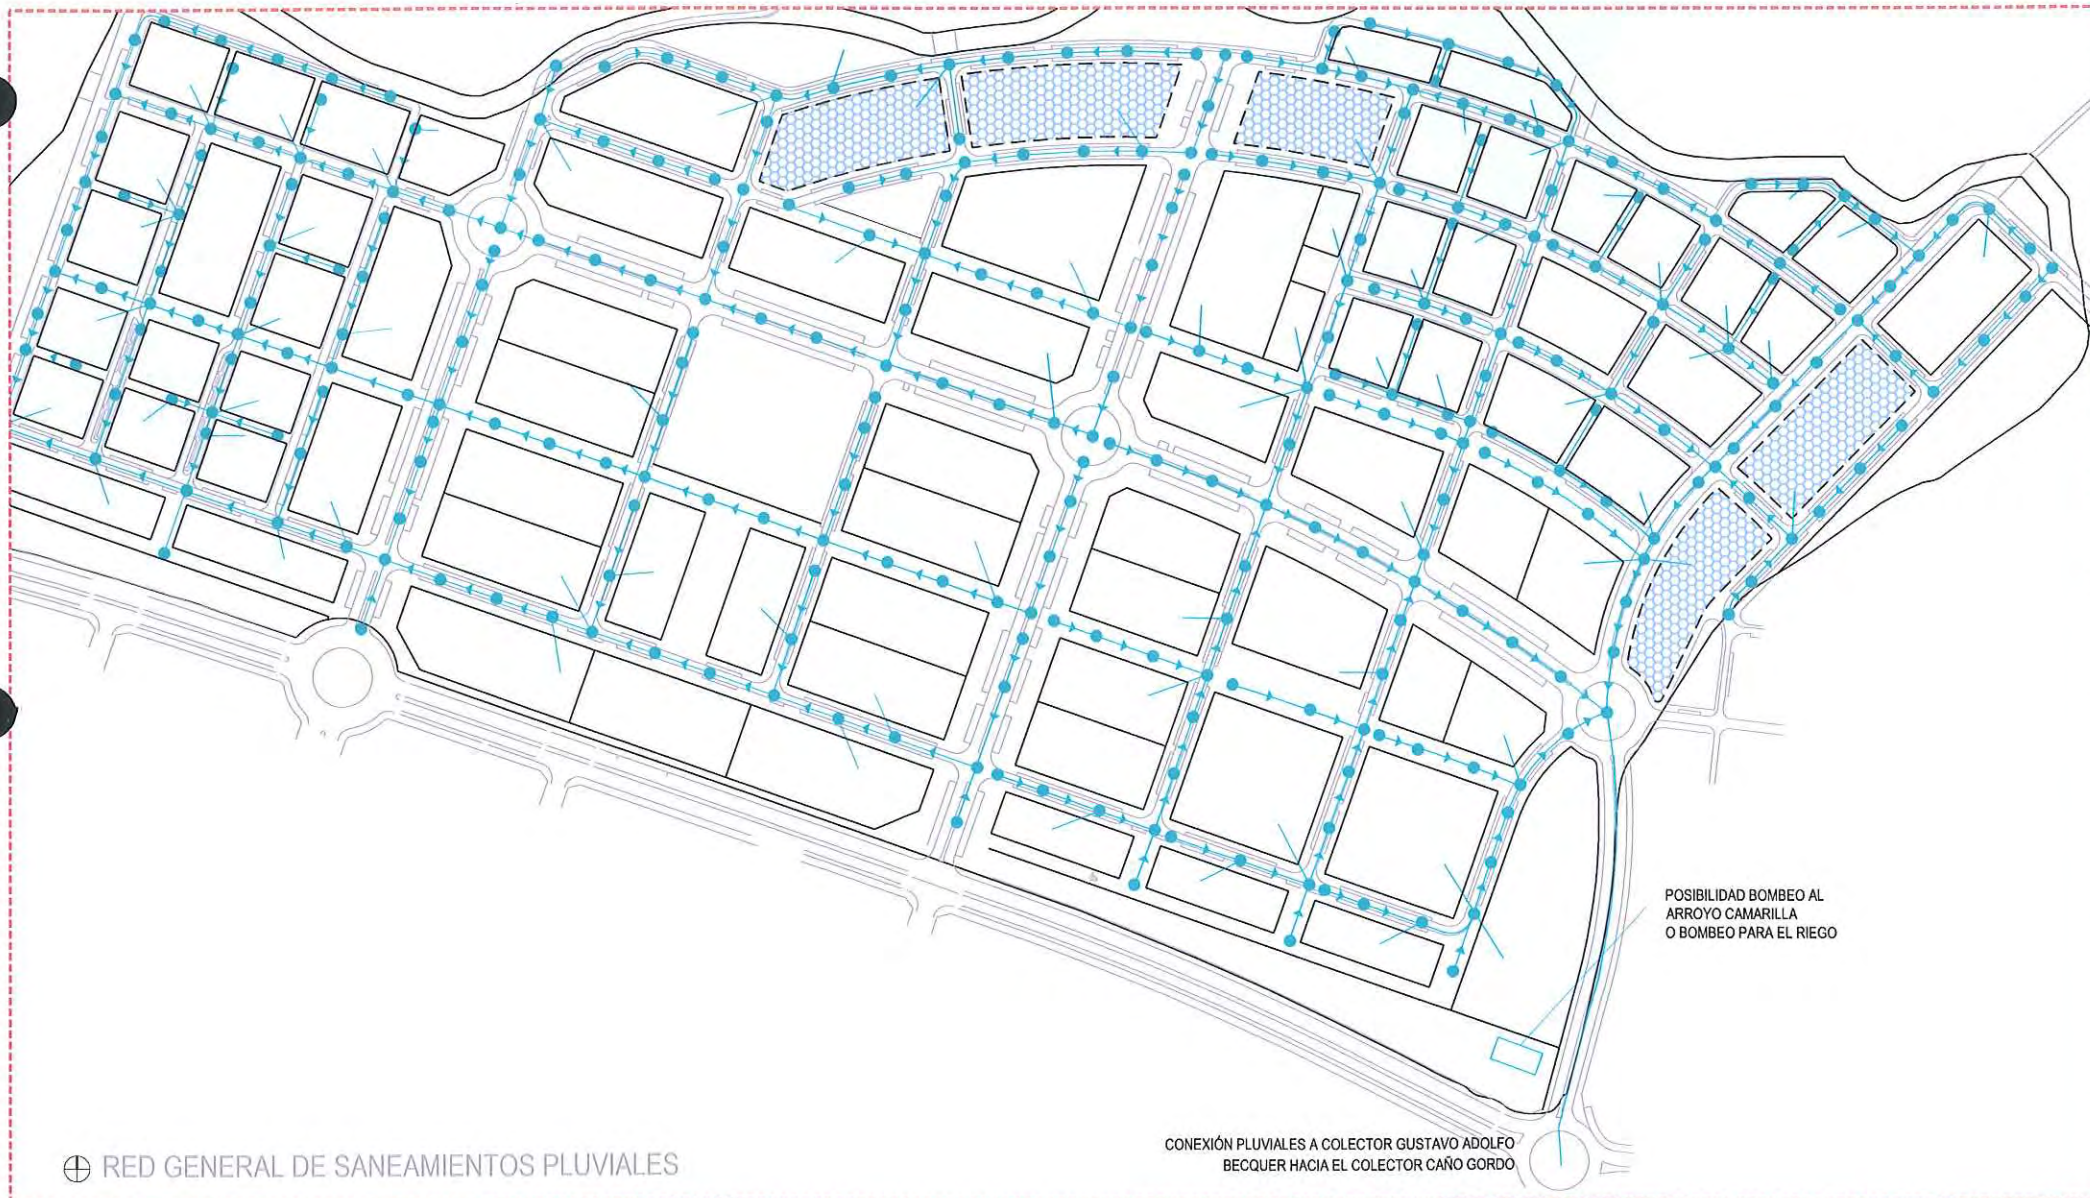 POSIBILIDAD BOMBEO AL
ARROYO CAMARILLA
O BOMBEO PARA EL RIEGO
CONEXIÓN PLUVIALES A COLECTOR GUSTAVO ADOLFO
BECQUER HACIA EL COLECTOR CAÑO GORDO
RED GENERAL DE SANEAMIENTOS PLUVIALES